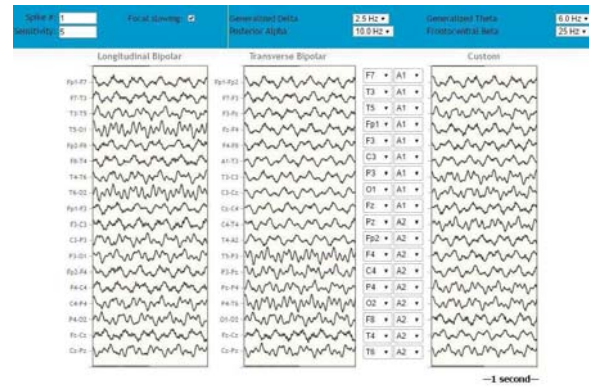 Spike #: 1
Focal slowing:
Generalized Delta 2.5 Hz
Generalized Theta 6.0 Hz
Sensitivity: 5
Posterior Alpha 10.0 Hz
Frontocentral Beta 25 Hz
Longitudinal Bipolar
Transverse Bipolar
Custom
Fp1-F7
F7-T3
T3-T5
T5-O1
Fp2-F8
F8-T4
T4-T6
T6-O2
Fp1-F3
F3-C3
C3-P3
P3-O1
Fp2-F4
F4-C4
C4-P4
P4-O2
Fz-Cz
Cz-Pz
Fp1-Fp2
F7-F3
F3-Fz
Fz-F4
F4-F8
A1-T3
T3-C3
C3-Cz
Cz-C4
C4-T4
T4-A2
T5-P3
P3-Pz
Pz-P4
P4-T6
O1-O2
Fz-Cz
Cz-Pz
F7 A1
T3 A1
T5 A1
Fp1 A1
F3 A1
C3 A1
P3 A1
O1 A1
Fz A1
Pz A2
Fp2 A2
F4 A2
C4 A2
P4 A2
O2 A2
F8 A2
T4 A2
T6 A2
—1 second—